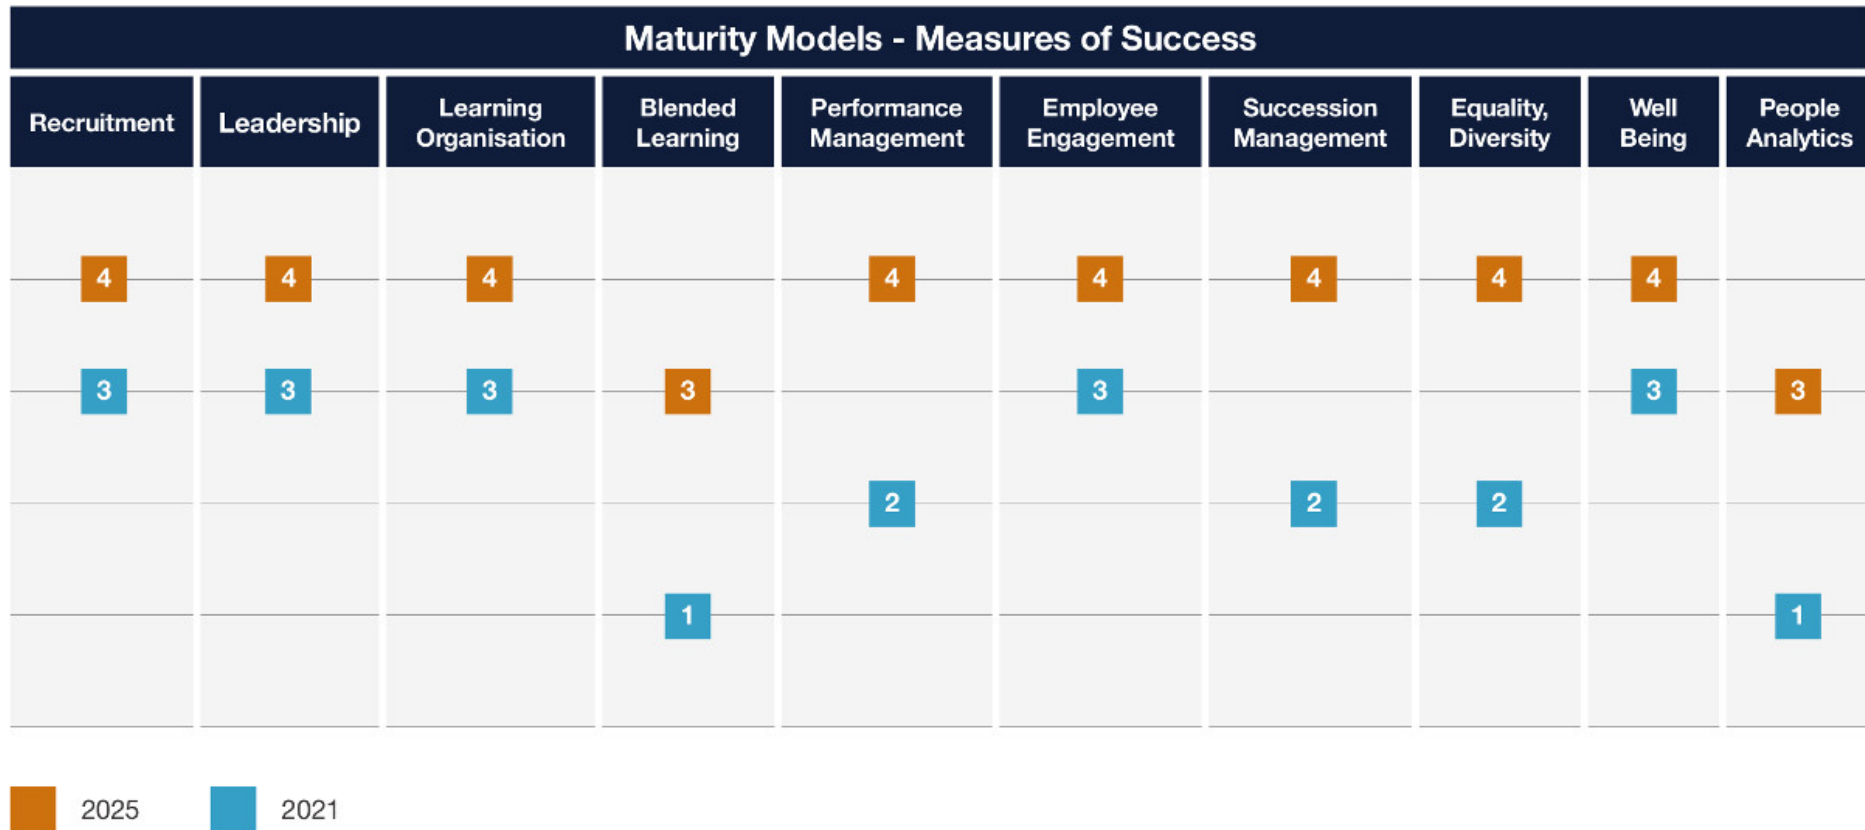 Maturity Models - Measures of Success
Recruitment
Leadership
Learning
Organisation
Blended
Learning
Performance
Management
Employee
Engagement
Succession
Management
Equality,
Diversity
Well
Being
People
Analytics
4 4 4 4 4 4 4 4
3 3 3 3 3 3 3
2 2 2
1 1
2025 2021